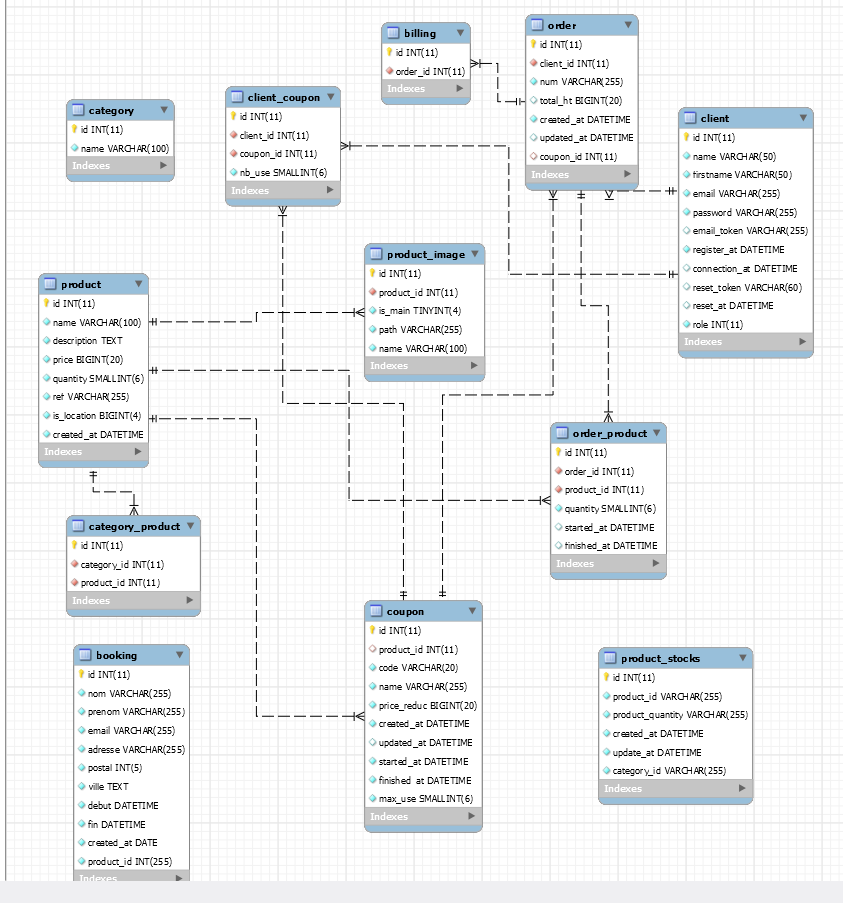 billing
id INT(11)
order_id INT(11)
Indexes
order
id INT(11)
client_id INT(11)
num VARCHAR(255)
total_ht BIGINT(20)
created_at DATETIME
updated_at DATETIME
coupon_id INT(11)
Indexes
category
id INT(11)
name VARCHAR(100)
Indexes
client_coupon
id INT(11)
client_id INT(11)
coupon_id INT(11)
nb_use SMALLINT(6)
Indexes
client
id INT(11)
name VARCHAR(50)
firstname VARCHAR(50)
email VARCHAR(255)
password VARCHAR(255)
email_token VARCHAR(255)
register_at DATETIME
connection_at DATETIME
reset_token VARCHAR(60)
reset_at DATETIME
role INT(11)
Indexes
product
id INT(11)
name VARCHAR(100)
description TEXT
price BIGINT(20)
quantity SMALLINT(6)
ref VARCHAR(255)
is_location BIGINT(4)
created_at DATETIME
Indexes
product_image
id INT(11)
product_id INT(11)
is_main TINYINT(4)
path VARCHAR(255)
name VARCHAR(100)
Indexes
order_product
id INT(11)
order_id INT(11)
product_id INT(11)
quantity SMALLINT(6)
started_at DATETIME
finished_at DATETIME
Indexes
category_product
id INT(11)
category_id INT(11)
product_id INT(11)
Indexes
coupon
id INT(11)
product_id INT(11)
code VARCHAR(20)
name VARCHAR(255)
price_reduc BIGINT(20)
created_at DATETIME
updated_at DATETIME
started_at DATETIME
finished_at DATETIME
max_use SMALLINT(6)
Indexes
booking
id INT(11)
nom VARCHAR(255)
prenom VARCHAR(255)
email VARCHAR(255)
adresse VARCHAR(255)
postal INT(5)
ville TEXT
debut DATETIME
fin DATETIME
created_at DATE
product_id INT(255)
Indexes
product_stocks
id INT(11)
product_id VARCHAR(255)
product_quantity VARCHAR(255)
created_at DATETIME
update_at DATETIME
category_id VARCHAR(255)
Indexes